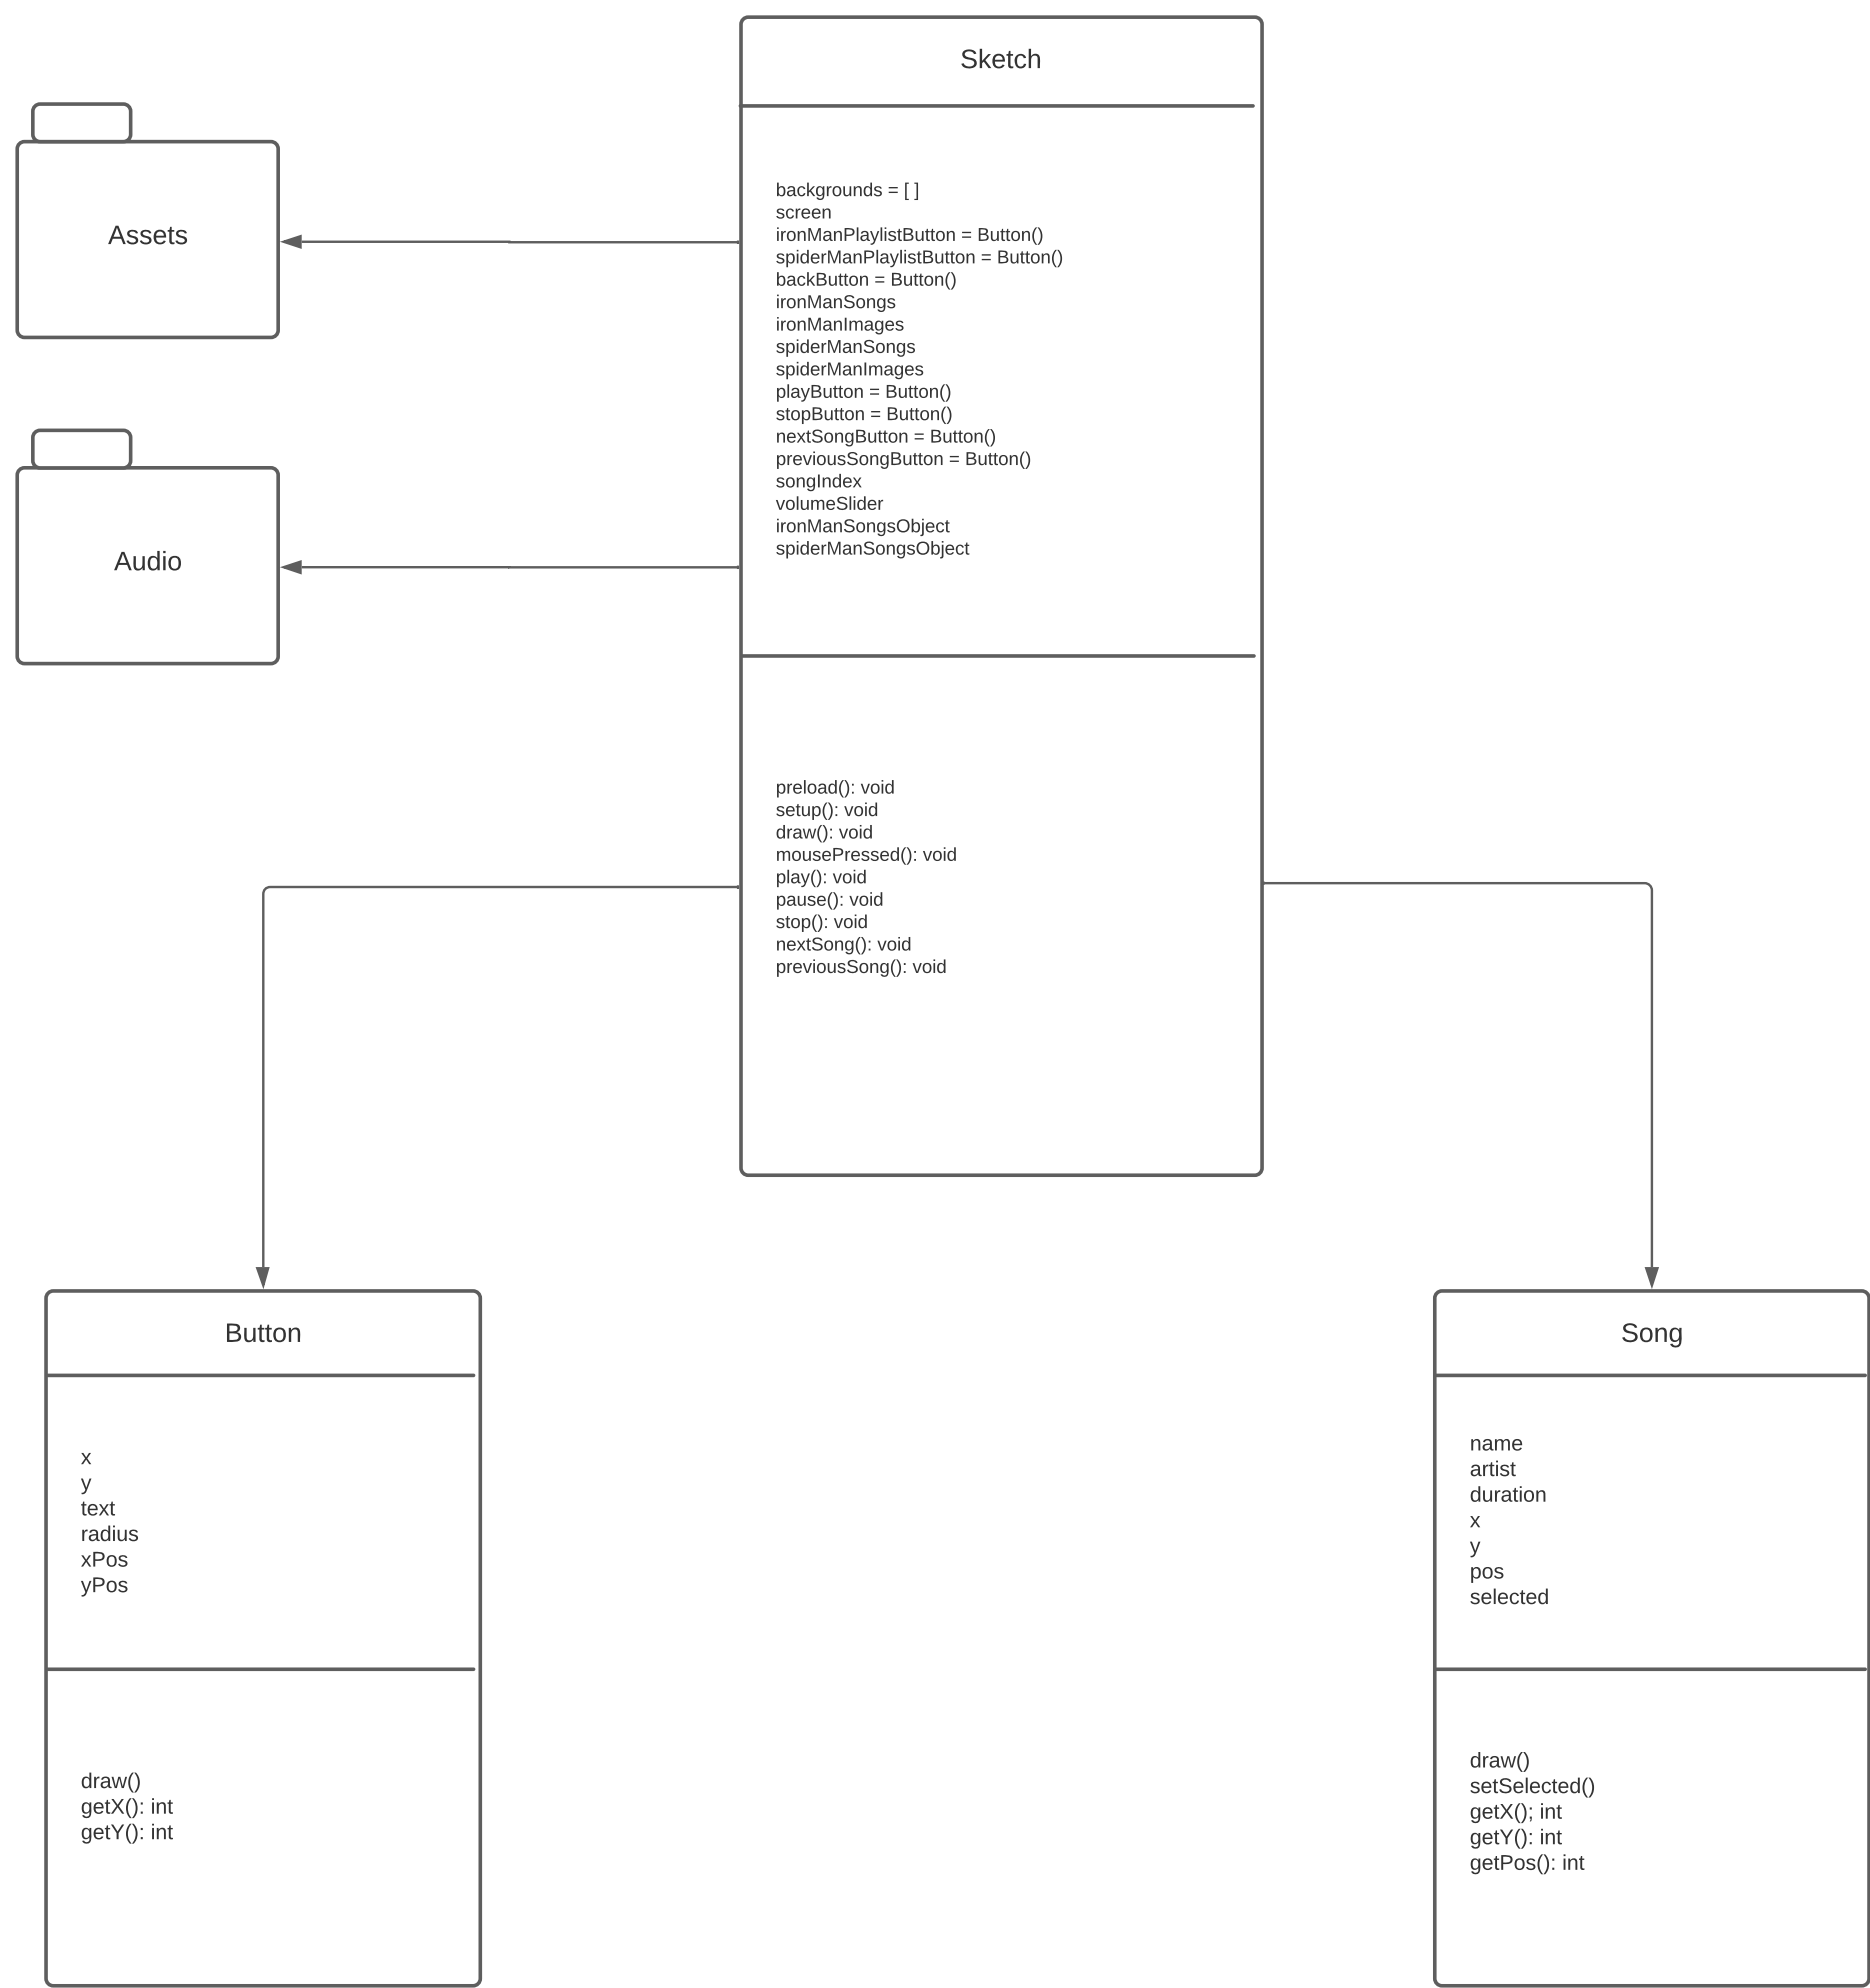 Sketch
backgrounds = [ ]
screen
ironManPlaylistButton = Button()
spiderManPlaylistButton = Button()
backButton = Button()
ironManSongs
ironManImages
spiderManSongs
spiderManImages
playButton = Button()
stopButton = Button()
nextSongButton = Button()
previousSongButton = Button()
songIndex
volumeSlider
ironManSongsObject
spiderManSongsObject
preload(): void
setup(): void
draw(): void
mousePressed(): void
play(): void
pause(): void
stop(): void
nextSong(): void
previousSong(): void
Assets
Audio
Button
x
y
text
radius
xPos
yPos
draw()
getX(): int
getY(): int
Song
name
artist
duration
x
y
pos
selected
draw()
setSelected()
getX(); int
getY(): int
getPos(): int